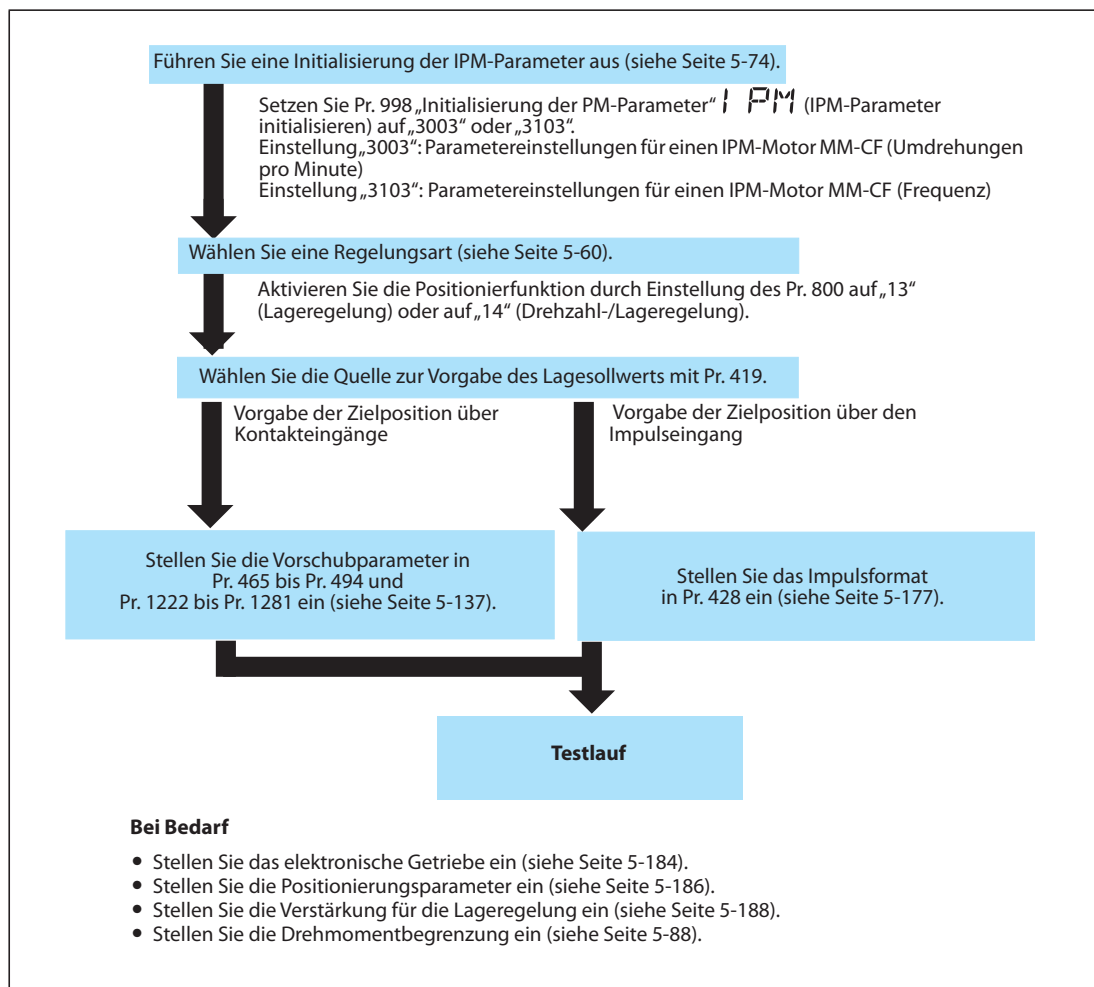 Führen Sie eine Initialisierung der IPM-Parameter aus (siehe Seite 5-74).
Setzen Sie Pr. 998 „Initialisierung der PM-Parameter“ IPM (IPM-Parameter
initialisieren) auf „3003“ oder „3103“.
Einstellung „3003“: Parametereinstellungen für einen IPM-Motor MM-CF (Umdrehungen
pro Minute)
Einstellung „3103“: Parametereinstellungen für einen IPM-Motor MM-CF (Frequenz)
Wählen Sie eine Regelungsart (siehe Seite 5-60).
Aktivieren Sie die Positionierfunktion durch Einstellung des Pr. 800 auf „13“
(Lageregelung) oder auf „14“ (Drehzahl-/Lageregelung).
Wählen Sie die Quelle zur Vorgabe des Lagesollwerts mit Pr. 419.
Vorgabe der Zielposition über
Kontakteingänge
Vorgabe der Zielposition über den
Impulseingang
Stellen Sie die Vorschubparameter in
Pr. 465 bis Pr. 494 und
Pr. 1222 bis Pr. 1281 ein (siehe Seite 5-137).
Stellen Sie das Impulsformat
in Pr. 428 ein (siehe Seite 5-177).
Testlauf
Bei Bedarf
● Stellen Sie das elektronische Getriebe ein (siehe Seite 5-184).
● Stellen Sie die Positionierungsparameter ein (siehe Seite 5-186).
● Stellen Sie die Verstärkung für die Lageregelung ein (siehe Seite 5-188).
● Stellen Sie die Drehmomentbegrenzung ein (siehe Seite 5-88).